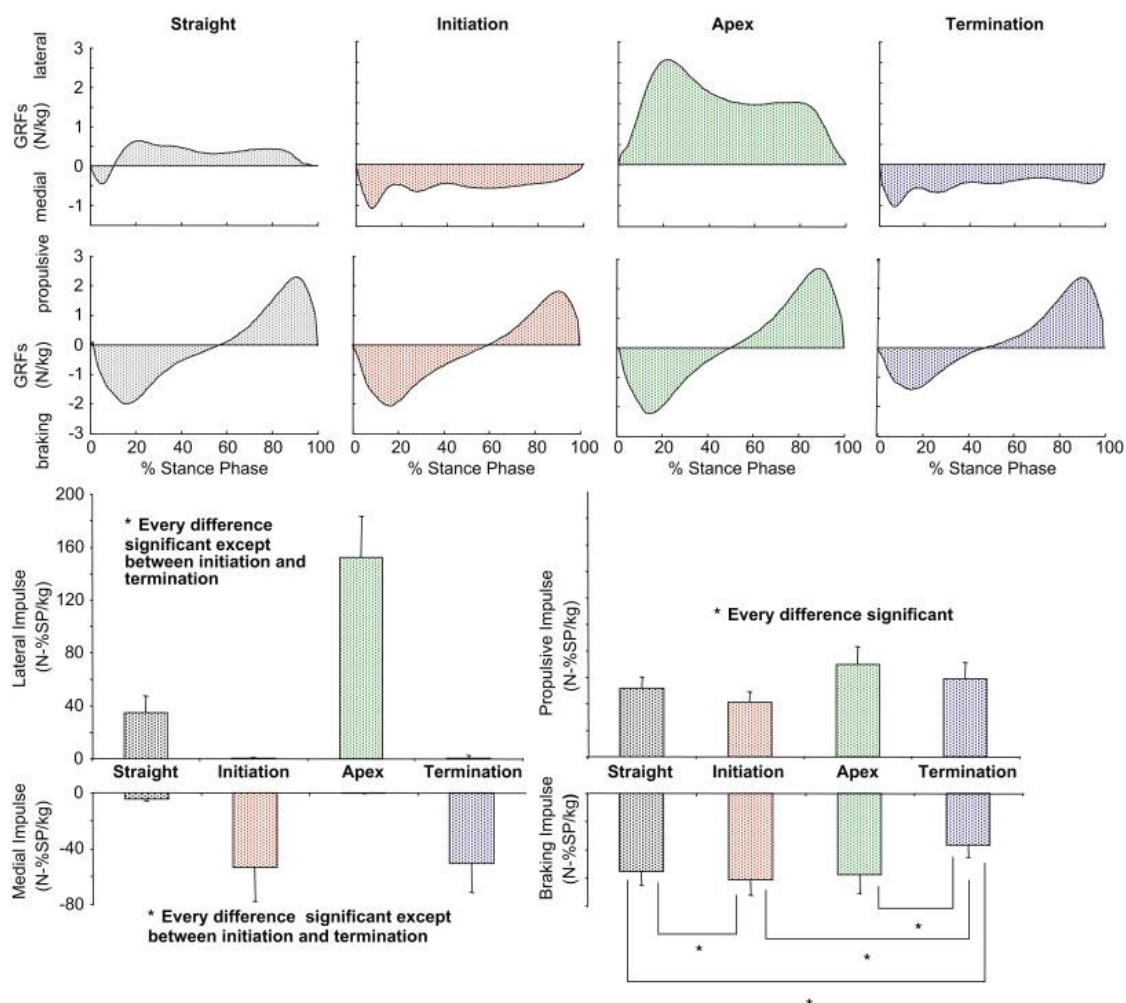 Straight Initiation Apex Termination
lateral
GRFs
(N/kg)
medial
3
2
1
0
-1
propulsive
GRFs
(N/kg)
braking
3
2
1
0
-1
-2
-3
0 20 40 60 80 100 0 20 40 60 80 100 0 20 40 60 80 100 0 20 40 60 80 100
% Stance Phase % Stance Phase % Stance Phase % Stance Phase
Lateral Impulse
(N-%SP/kg)
200
160
120
80
40
0
* Every difference
significant except
between initiation and
termination
Straight Initiation Apex Termination
Medial Impulse
(N-%SP/kg)
0
-40
-80
* Every difference significant except
between initiation and termination
Propulsive Impulse
(N-%SP/kg)
* Every difference significant
Straight Initiation Apex Termination
Braking Impulse
(N-%SP/kg)
*
*
*
*